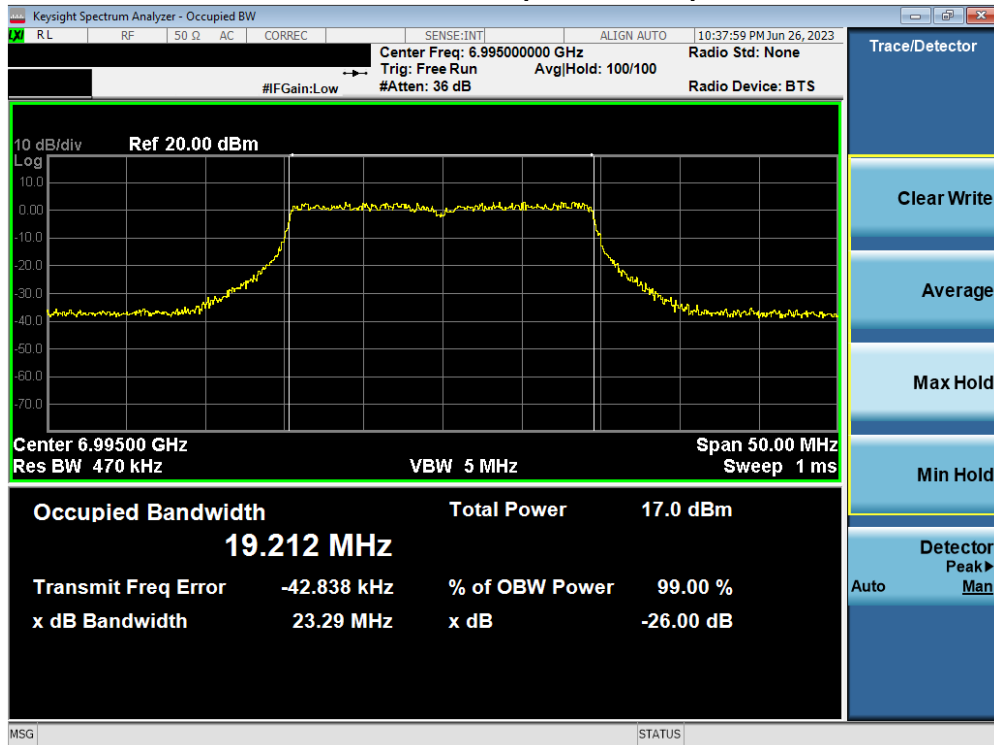 Keysight Spectrum Analyzer - Occupied BW
LXI RL RF 50 Ω AC CORREC SENSE:INT ALIGN AUTO 10:37:59 PM Jun 26, 2023
Center Freq: 6.995000000 GHz Radio Std: None
Trig: Free Run Avg|Hold: 100/100
#IFGain:Low #Atten: 36 dB Radio Device: BTS
Trace/Detector
10 dB/div Ref 20.00 dBm
Log
10.0
0.00
-10.0
-20.0
-30.0
-40.0
-50.0
-60.0
-70.0
Center 6.99500 GHz Span 50.00 MHz
Res BW 470 kHz VBW 5 MHz Sweep 1 ms
Occupied Bandwidth Total Power 17.0 dBm
19.212 MHz
Transmit Freq Error -42.838 kHz % of OBW Power 99.00 %
x dB Bandwidth 23.29 MHz x dB -26.00 dB
Clear Write
Average
Max Hold
Min Hold
Detector
Peak▶
Auto Man
MSG STATUS